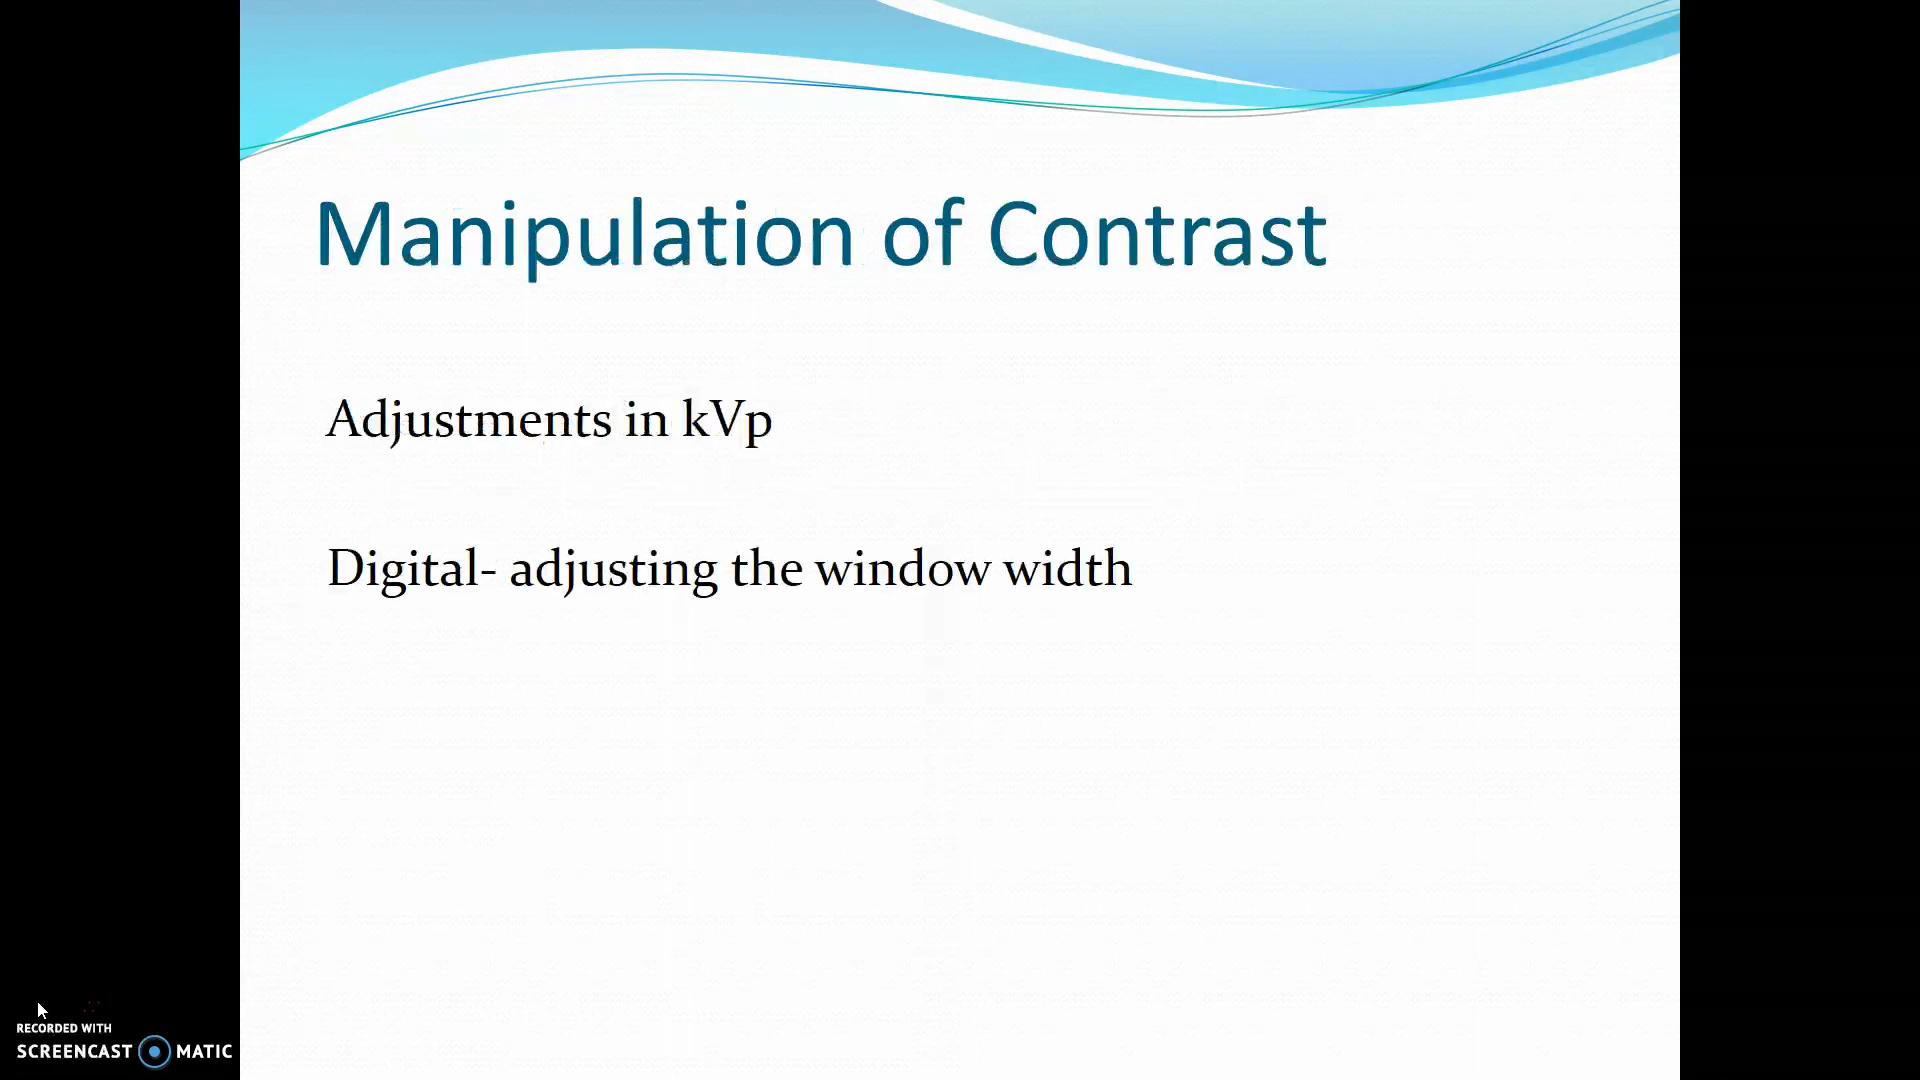 Manipulation of Contrast
Adjustments in kVp
Digital- adjusting the window width
RECORDED WITH
SCREENCAST MATIC